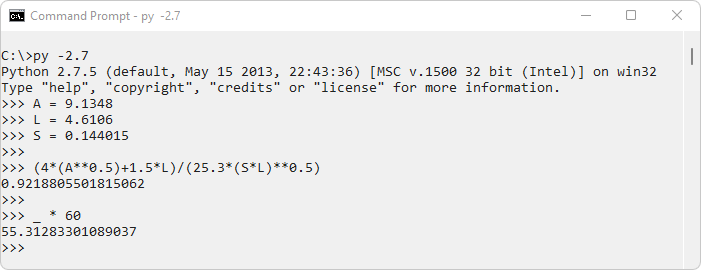 Command Prompt - py  -2.7
C:\>py -2.7
Python 2.7.5 (default, May 15 2013, 22:43:36) [MSC v.1500 32 bit (Intel)] on win32
Type "help", "copyright", "credits" or "license" for more information.
>>> A = 9.1348
>>> L = 4.6106
>>> S = 0.144015
>>>
>>> (4*(A**0.5)+1.5*L)/(25.3*(S*L)**0.5)
0.9218805501815062
>>>
>>> _ * 60
55.31283301089037
>>>